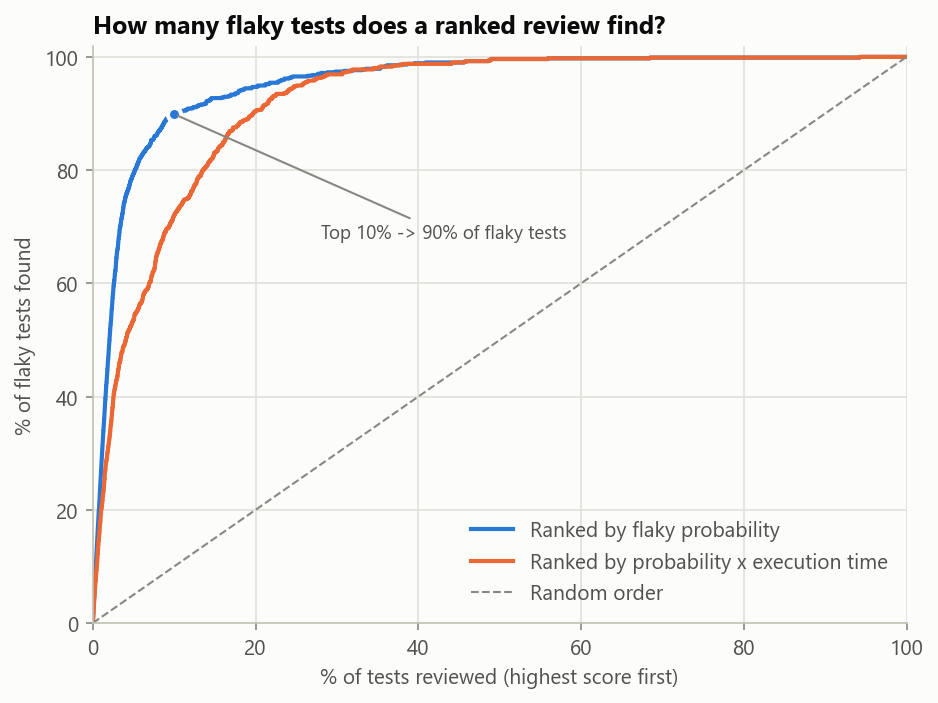 How many flaky tests does a ranked review find?
100
80
60
40
20
0
% of flaky tests found
Top 10% -> 90% of flaky tests
Ranked by flaky probability
Ranked by probability x execution time
Random order
0
20
40
60
80
100
% of tests reviewed (highest score first)